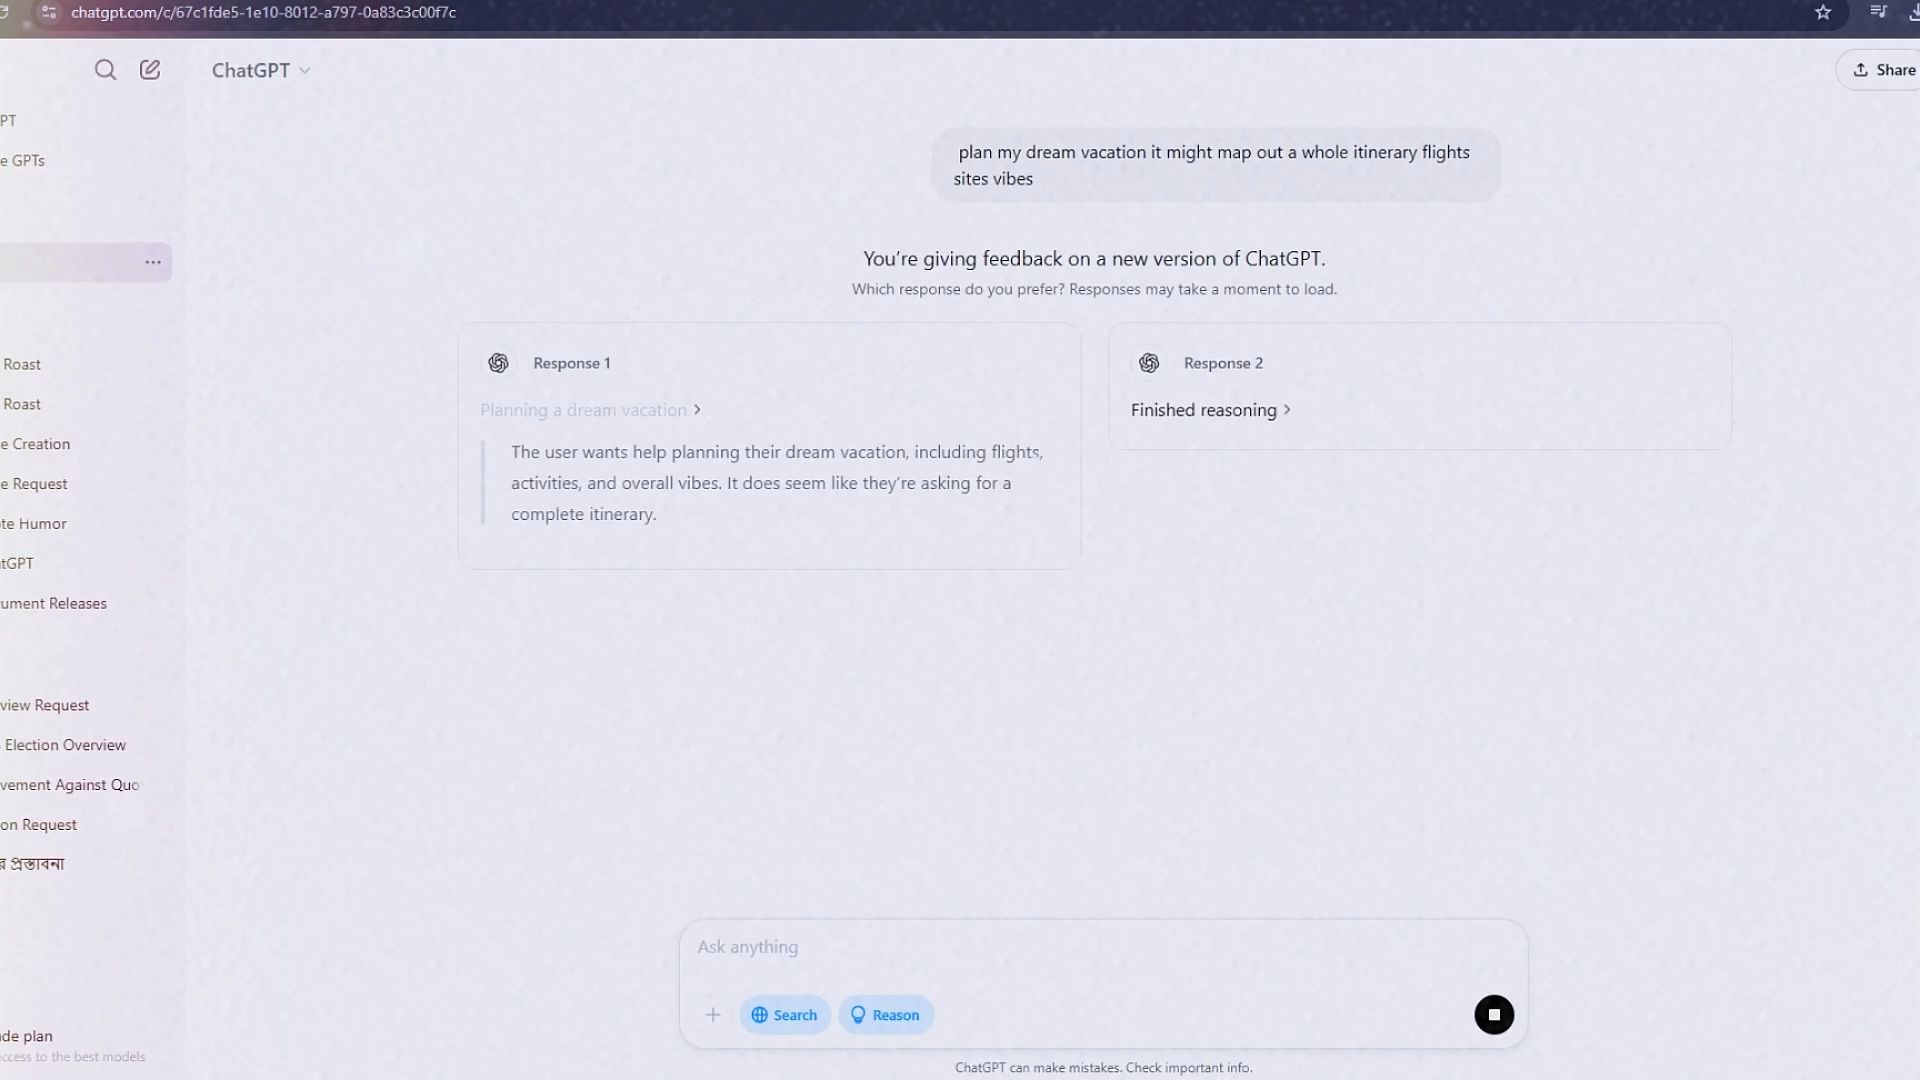 chatgpt.com/c/67c1fde5-1e10-8012-a797-0a83c3c00f7c
ChatGPT
Share
PT
e GPTs
Roast
Roast
e Creation
e Request
te Humor
tGPT
ument Releases
view Request
Election Overview
vement Against Quo
on Request
র প্রস্তাবনা
de plan
ccess to the best models
plan my dream vacation it might map out a whole itinerary flights
sites vibes
You're giving feedback on a new version of ChatGPT.
Which response do you prefer? Responses may take a moment to load.
Response 1
Planning a dream vacation
The user wants help planning their dream vacation, including flights,
activities, and overall vibes. It does seem like they're asking for a
complete itinerary.
Response 2
Finished reasoning
Ask anything
Search
Reason
ChatGPT can make mistakes. Check important info.